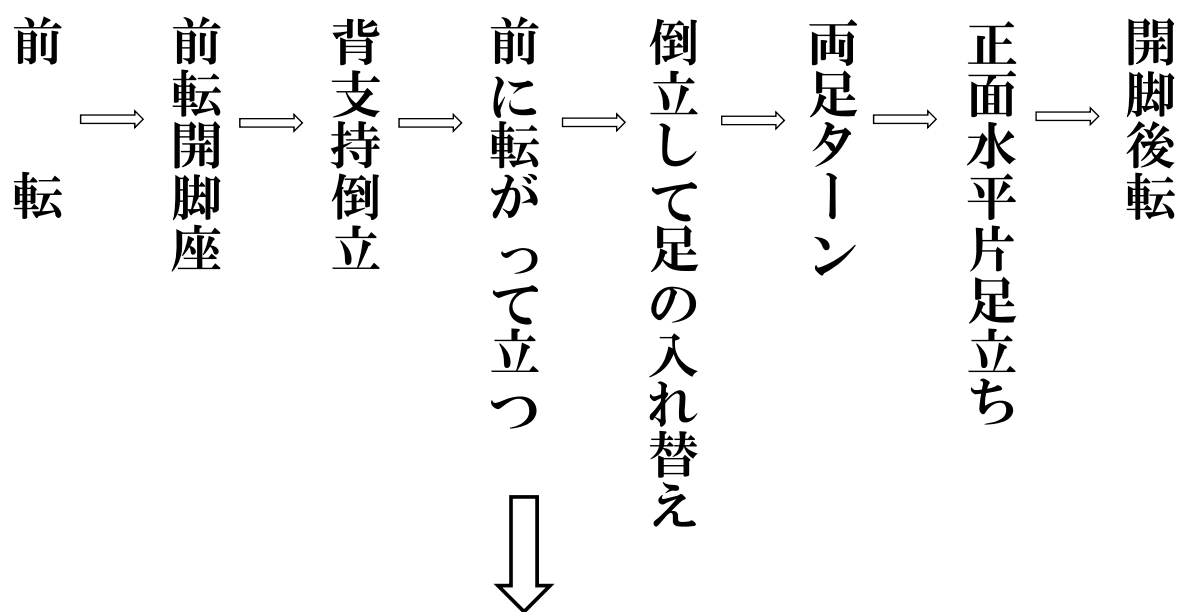 前転
前転開脚座
背支持倒立
前に転がって立つ
倒立して足の入れ替え
両足ターン
正面水平片足立ち
開脚後転